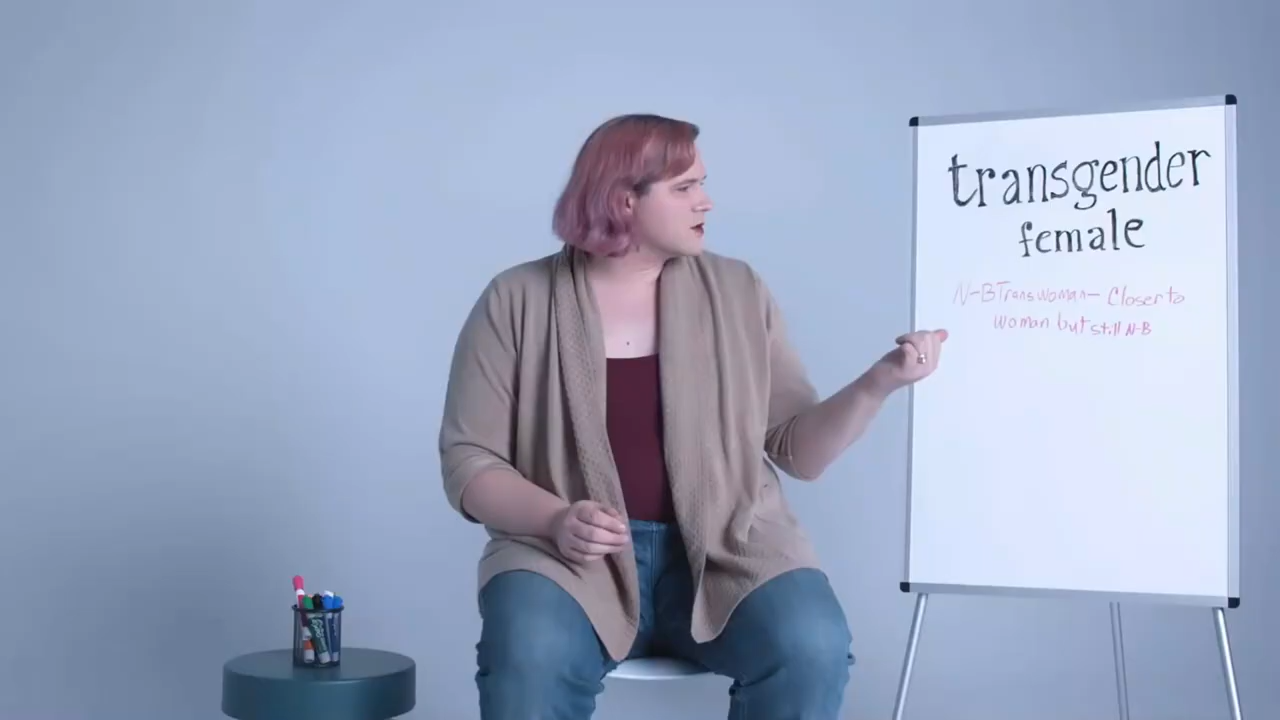 transgender
female
N-B Trans woman- Closer to
woman but still N-B